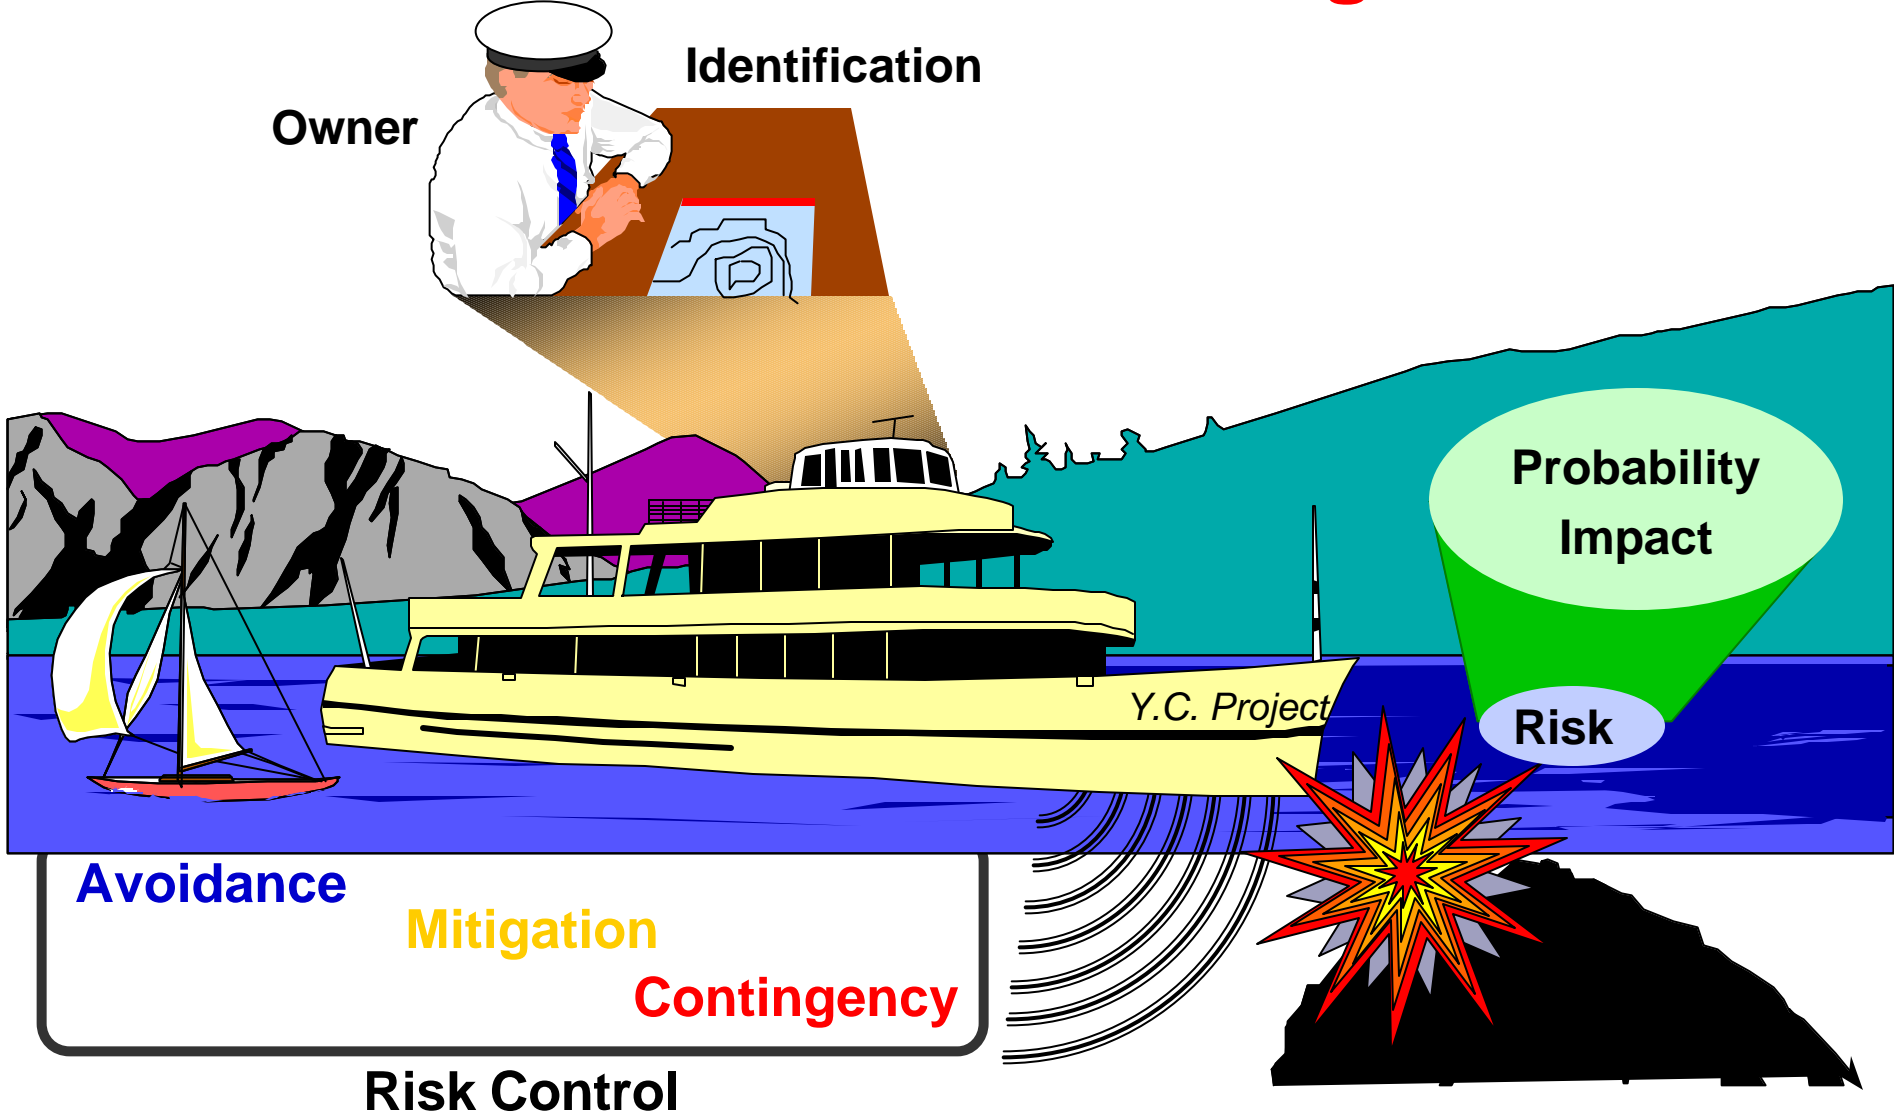 Identification
Owner
Probability
Impact
Y.C. Project
Risk
Avoidance
Mitigation
Contingency
Risk Control